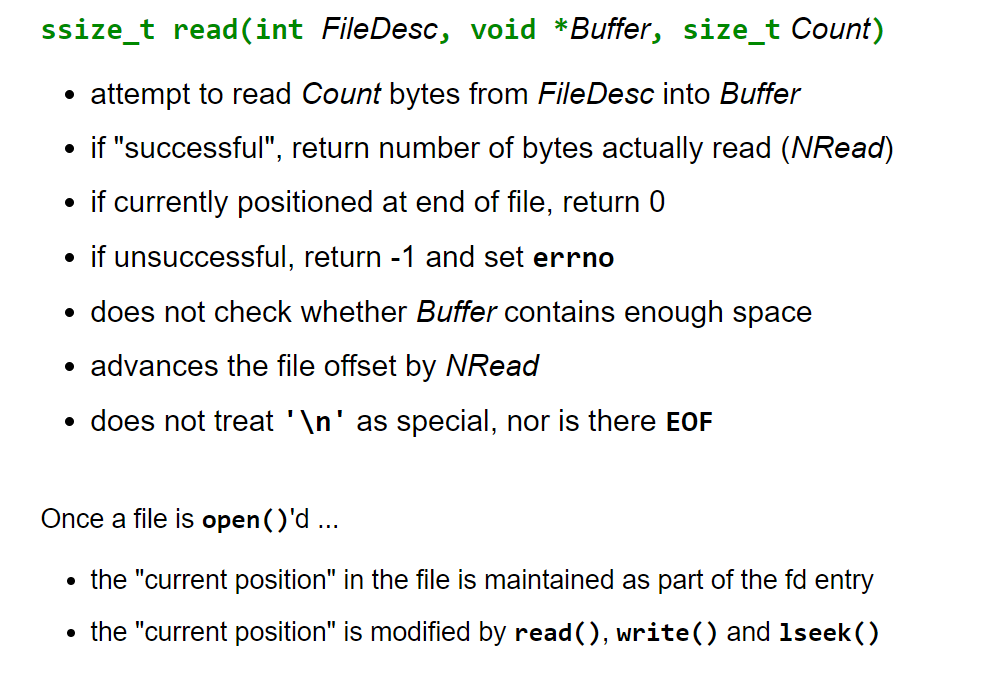 ssize_t read(int FileDesc, void *Buffer, size_t Count)
• attempt to read Count bytes from FileDesc into Buffer
• if "successful", return number of bytes actually read (NRead)
• if currently positioned at end of file, return 0
• if unsuccessful, return -1 and set errno
• does not check whether Buffer contains enough space
• advances the file offset by NRead
• does not treat '\n' as special, nor is there EOF
Once a file is open()'d ...
• the "current position" in the file is maintained as part of the fd entry
• the "current position" is modified by read(), write() and lseek()